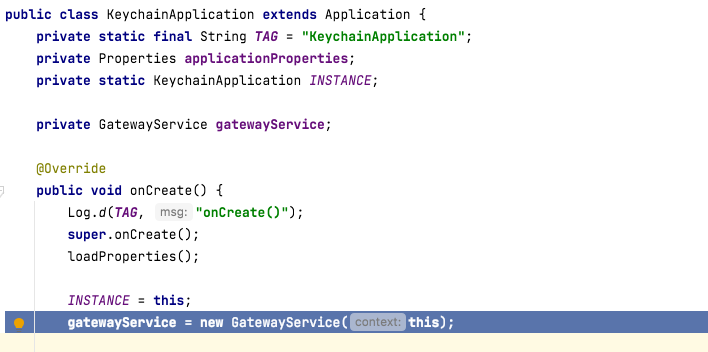 public class KeychainApplication extends Application {
private static final String TAG = "KeychainApplication";
private Properties applicationProperties;
private static KeychainApplication INSTANCE;
private GatewayService gatewayService;
@Override
public void onCreate() {
Log.d(TAG, msg: "onCreate()");
super.onCreate();
loadProperties();
INSTANCE = this;
gatewayService = new GatewayService( context: this);